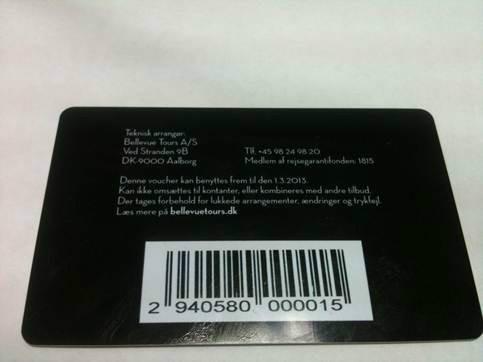 Teknisk arrangør:
Bellevue Tours A/S
Ved Stranden 9B
DK-9000 Aalborg
Tlf. +45 98 24 98 20
Medlem af rejsegarantifonden: 1815
Denne voucher kan benyttes frem til den 1.3.2013.
Kan ikke omsættes til kontanter, eller kombineres med andre tilbud.
Der tages forbehold for lukkede arrangementer, ændringer og trykfejl.
Læs mere på bellevuetours.dk
2 940580 000015